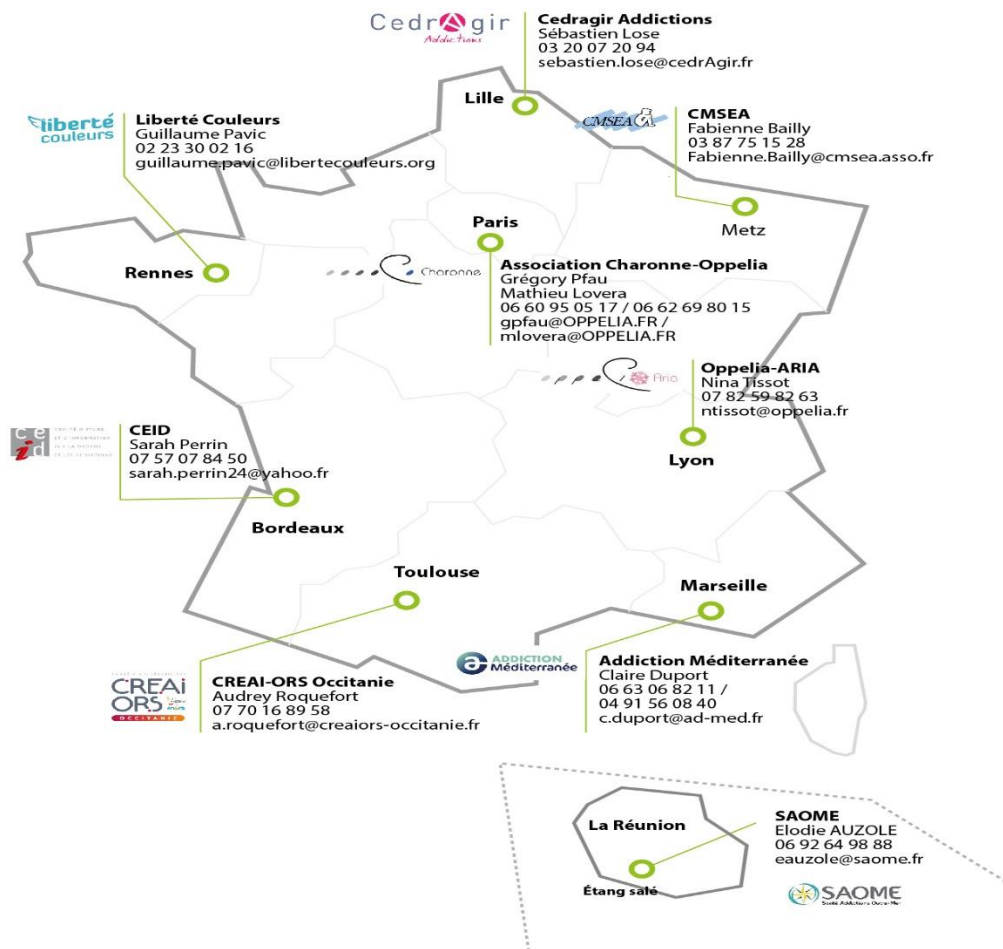 CedrAgir
Addictions
Cedragir Addictions
Sébastien Lose
03 20 07 20 94
sebastien.lose@cedrAgir.fr
Lille
liberté
couleurs
Liberté Couleurs
Guillaume Pavic
02 23 30 02 16
guillaume.pavic@libertecouleurs.org
CMSEA
CMSEA
Fabienne Bailly
03 87 75 15 28
Fabienne.Bailly@cmsea.asso.fr
Metz
Paris
Rennes
Charonne
Association Charonne-Oppelia
Grégory Pfau
Mathieu Lovera
06 60 95 05 17 / 06 62 69 80 15
gpfau@OPPELIA.FR /
mlovera@OPPELIA.FR
Aria
Oppelia-ARIA
Nina Tissot
07 82 59 82 63
ntissot@oppelia.fr
Lyon
ceid
CEID
Sarah Perrin
07 57 07 84 50
sarah.perrin24@yahoo.fr
Bordeaux
Toulouse
Marseille
CREAI
ORS
OCCITANIE
CREAI-ORS Occitanie
Audrey Roquefort
07 70 16 89 58
a.roquefort@creaiors-occitanie.fr
ADDICTION
Méditerranée
Addiction Méditerranée
Claire Duport
06 63 06 82 11 /
04 91 56 08 40
c.duport@ad-med.fr
La Réunion
Étang salé
SAOME
Elodie AUZOLE
06 92 64 98 88
eauzole@saome.fr
SAOME
Santé Addictions Outre-Mer